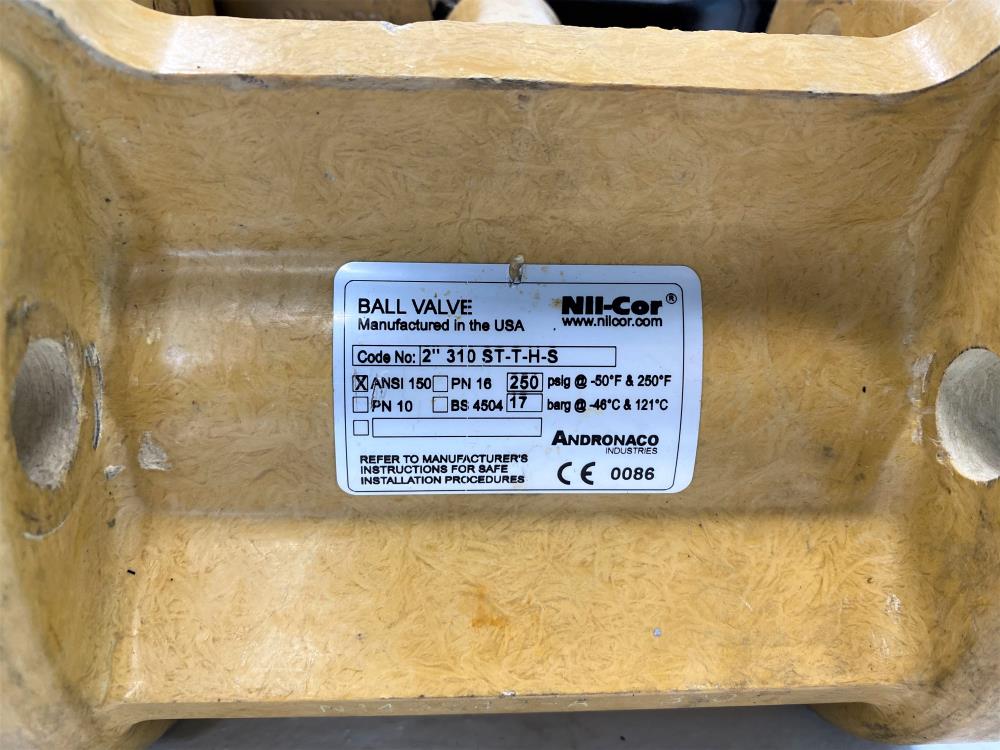 BALL VALVE
Manufactured in the USA
Nil-Cor®
www.nilcor.com
Code No: 2" 310 ST-T-H-S
X ANSI 150 PN 16 250 psig @ -50°F & 250°F
PN 10 BS 4504 17 barg @ -46°C & 121°C
ANDRONACO
INDUSTRIES
REFER TO MANUFACTURER'S
INSTRUCTIONS FOR SAFE
INSTALLATION PROCEDURES
CE 0086